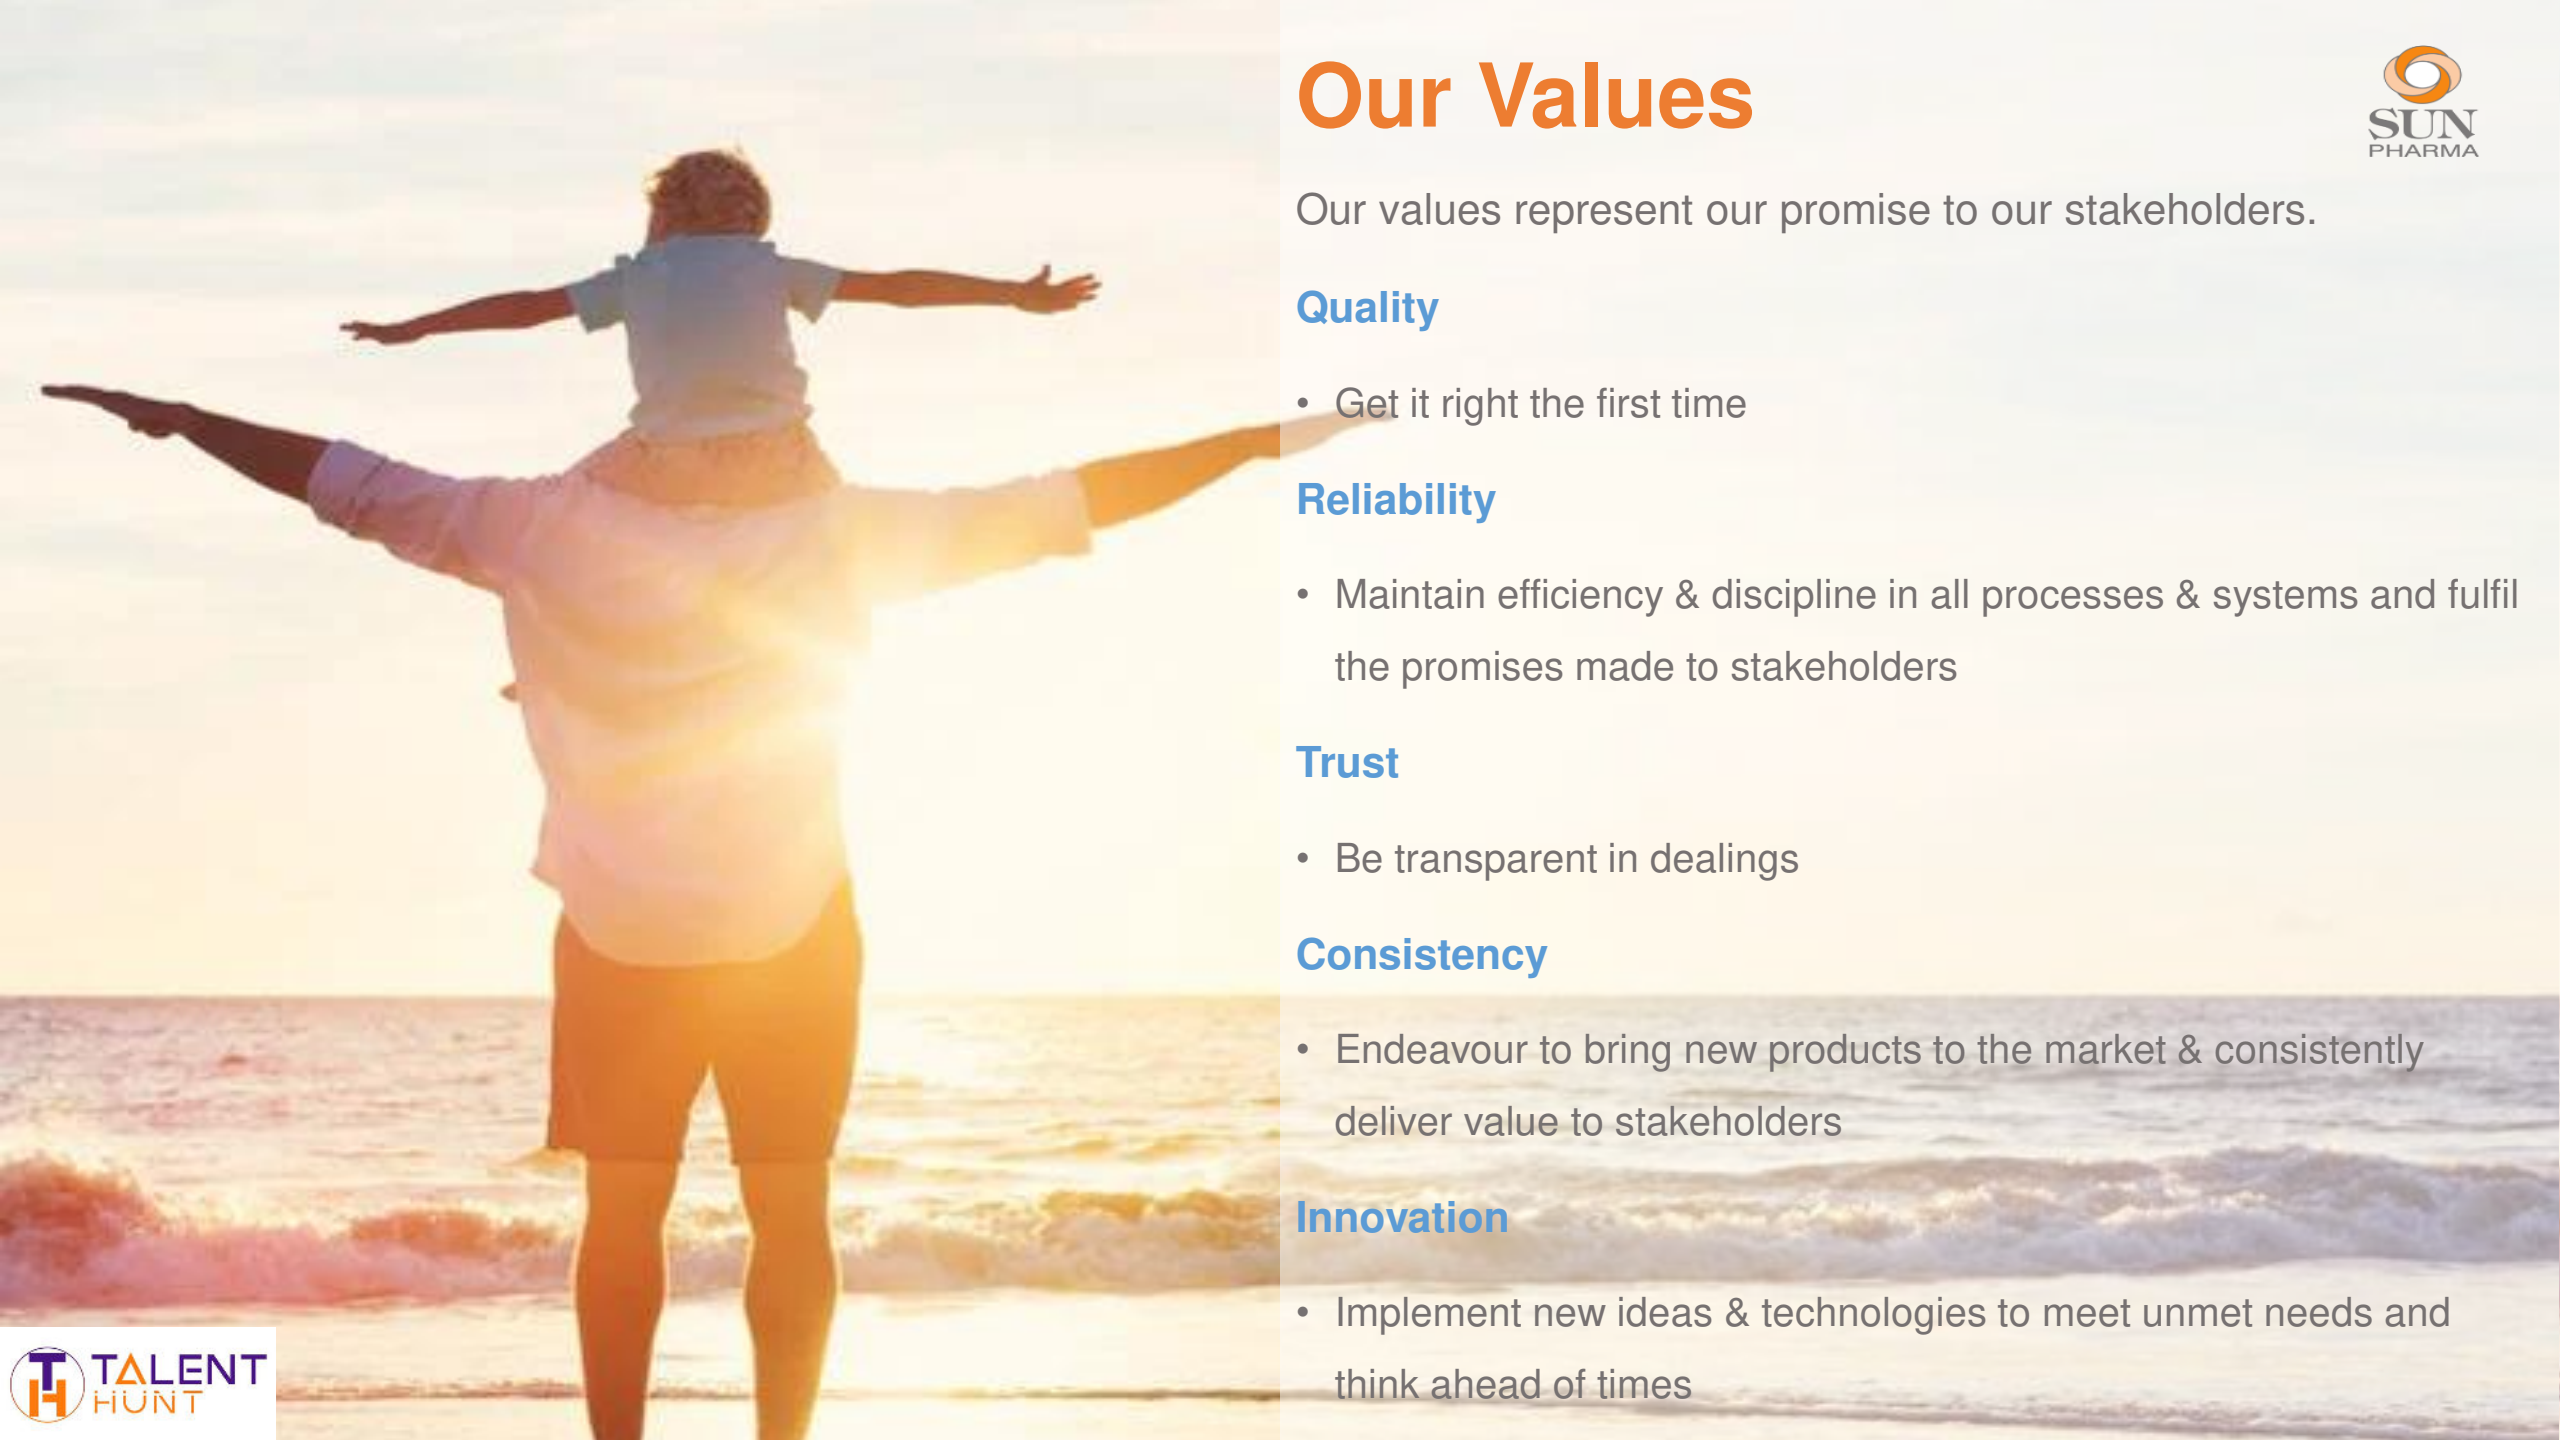 Our Values
SUN
PHARMA
Our values represent our promise to our stakeholders.
Quality
• Get it right the first time
Reliability
• Maintain efficiency & discipline in all processes & systems and fulfil
the promises made to stakeholders
Trust
• Be transparent in dealings
Consistency
• Endeavour to bring new products to the market & consistently
deliver value to stakeholders
Innovation
• Implement new ideas & technologies to meet unmet needs and
think ahead of times
TH TALENT
HUNT